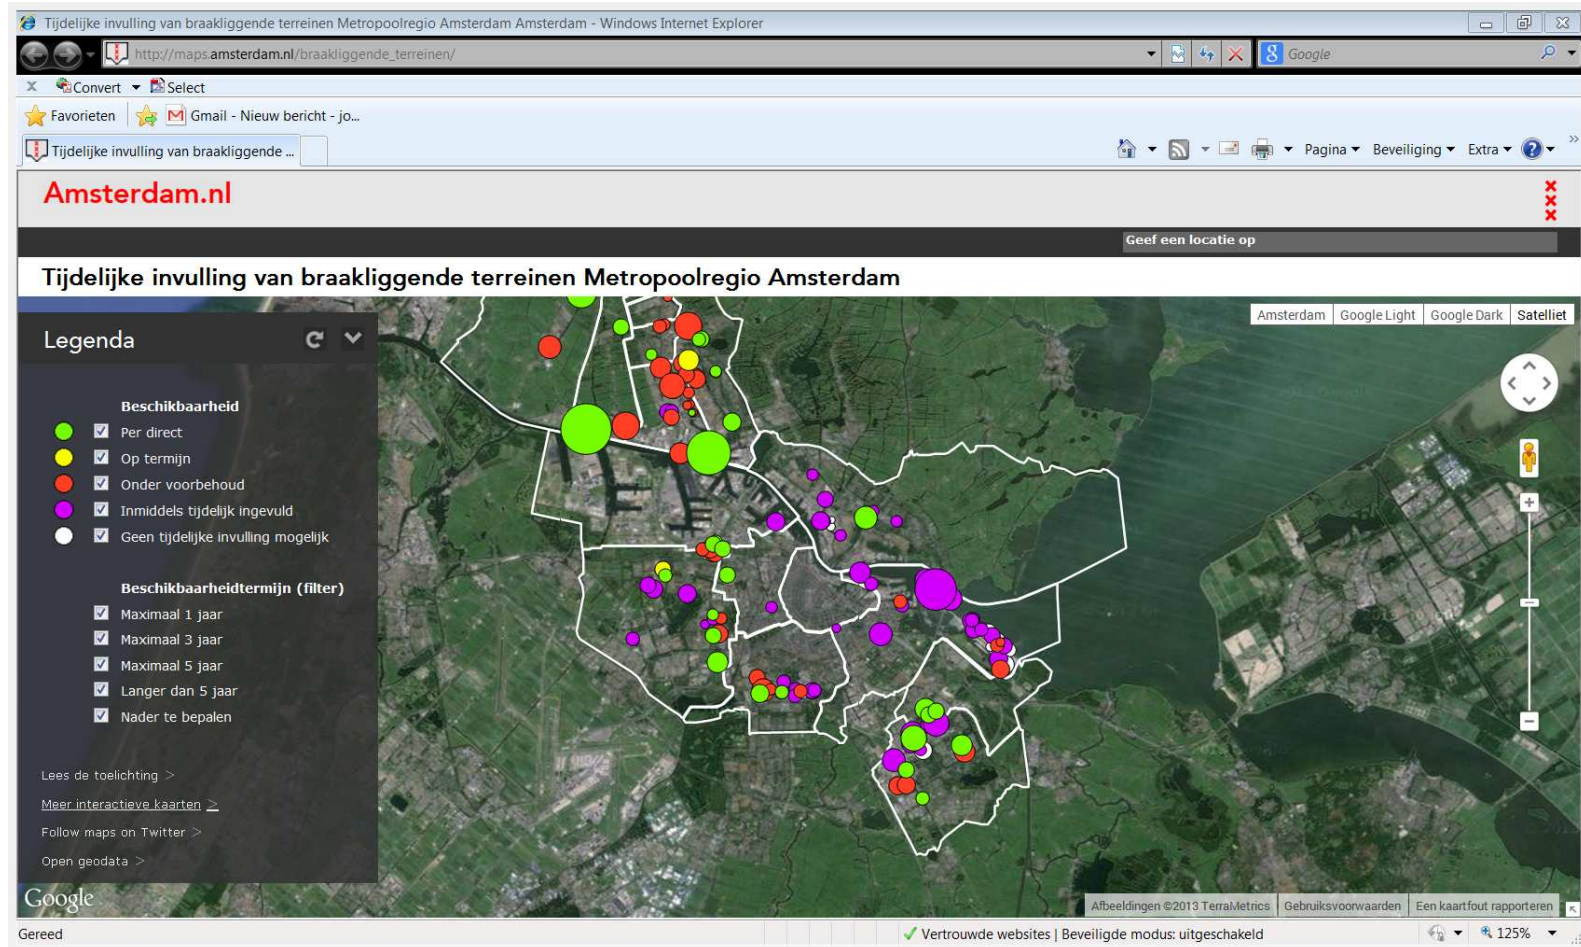 Tijdelijke invulling van braakliggende terreinen Metropoolregio Amsterdam Amsterdam - Windows Internet Explorer
http://maps.amsterdam.nl/braakliggende_terreinen/
Google
x Convert Select
Favorieten Gmail - Nieuw bericht - jo...
Tijdelijke invulling van braakliggende ...
Pagina Beveiliging Extra
Amsterdam.nl
Geef een locatie op
Tijdelijke invulling van braakliggende terreinen Metropoolregio Amsterdam
Amsterdam Google Light Google Dark Satelliet
Legenda
Beschikbaarheid
Per direct
Op termijn
Onder voorbehoud
Inmiddels tijdelijk ingevuld
Geen tijdelijke invulling mogelijk
Beschikbaarheidtermijn (filter)
Maximaal 1 jaar
Maximaal 3 jaar
Maximaal 5 jaar
Langer dan 5 jaar
Nader te bepalen
Lees de toelichting >
Meer interactieve kaarten >
Follow maps on Twitter >
Open geodata >
Google
Afbeeldingen ©2013 TerraMetrics Gebruiksvoorwaarden Een kaartfout rapporteren
Gereed
Vertrouwde websites | Beveiligde modus: uitgeschakeld
125%